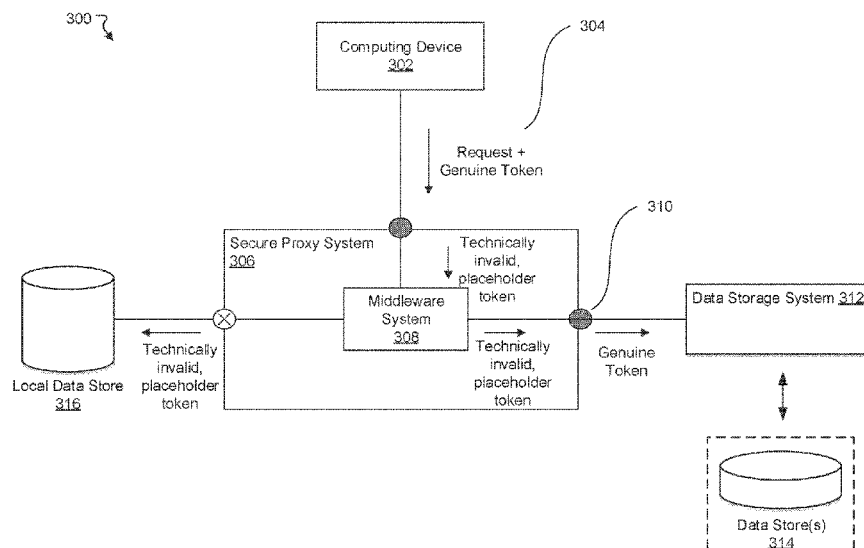 300
304
Computing Device
302
Request +
Genuine Token
310
Secure Proxy System
306
Technically
invalid,
placeholder
token
Middleware
System
308
Data Storage System 312
Technically
invalid,
placeholder
token
Technically
invalid,
placeholder
token
Genuine
Token
Local Data Store
316
Data Store(s)
314